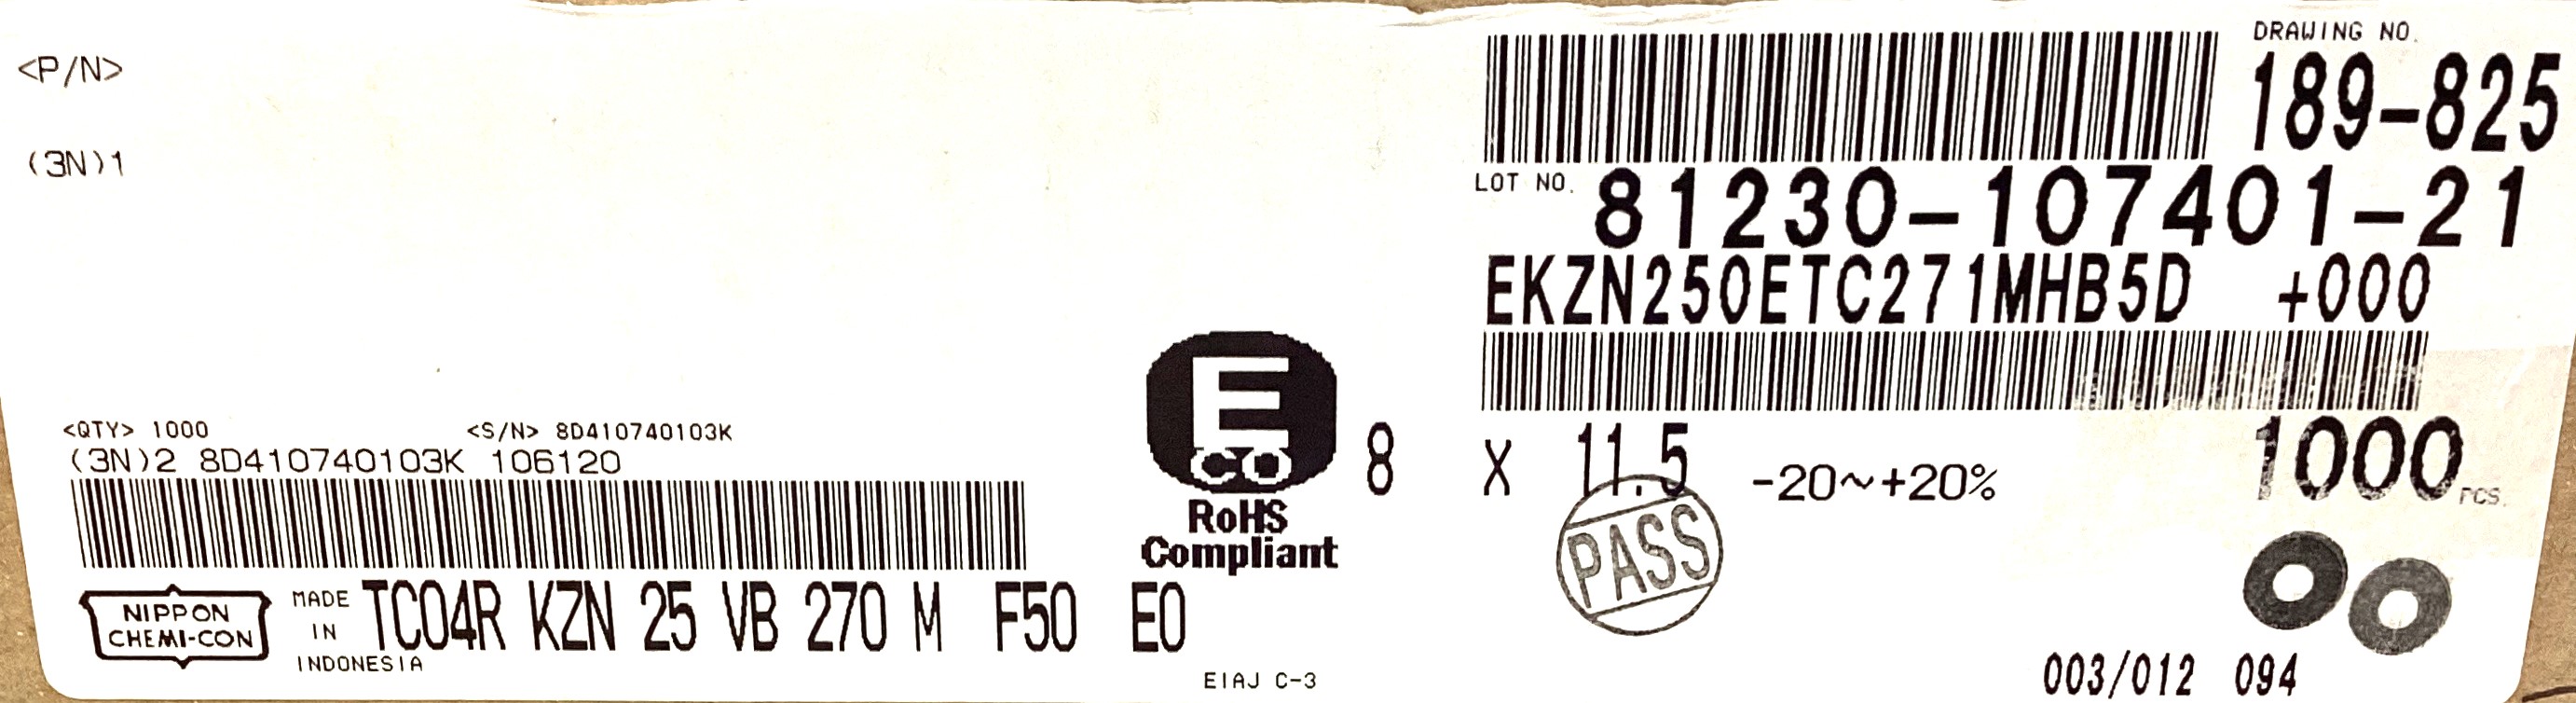 <P/N>
(3N)1
<QTY> 1000 <S/N> 8D410740103K
(3N)2 8D410740103K 106120
NIPPON
CHEMI-CON
MADE
IN
INDONESIA
TC04R KZN 25 VB 270 M F50 E0
E
CO
RoHS
Compliant
EIAJ C-3
DRAWING NO.
189-825
LOT NO. 81230-107401-21
EKZN250ETC271MHB5D +000
8 X 11.5 -20~+20% 1000 PCS.
PASS
003/012 094